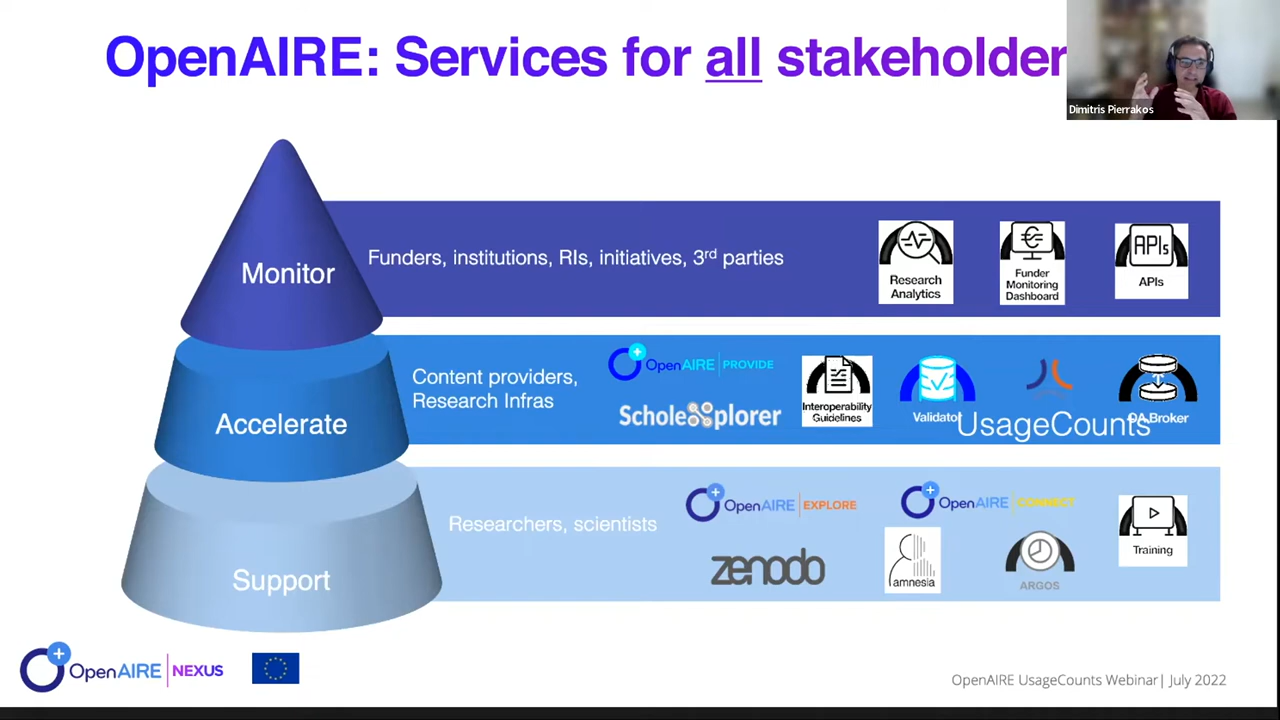 OpenAIRE: Services for all stakeholder
Dimitris Pierrakos
Monitor
Funders, institutions, RIs, initiatives, 3rd parties
Research
Analytics
Funder
Monitoring
Dashboard
APIs
APIs
Accelerate
Content providers,
Research Infras
OpenAIRE | PROVIDE
ScholeXplorer
Interoperability
Guidelines
Validator
UsageCounts
OA Broker
Support
Researchers, scientists
OpenAIRE | EXPLORE
OpenAIRE | CONNECT
zenodo
amnesia
ARGOS
Training
OpenAIRE | NEXUS
OpenAIRE UsageCounts Webinar| July 2022